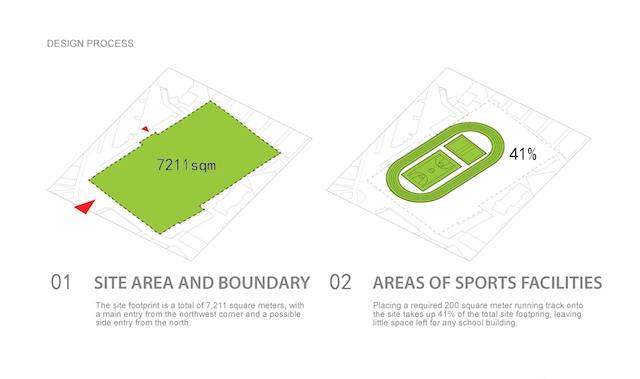 DESIGN PROCESS
7211sqm
41%
01 SITE AREA AND BOUNDARY
The site footprint is a total of 7,211 square meters, with
a main entry from the northwest corner and a possible
side entry from the north.
02 AREAS OF SPORTS FACILITIES
Placing a required 200 square meter running track onto
the site takes up 41% of the total site footpring, leaving
little space left for any school building.